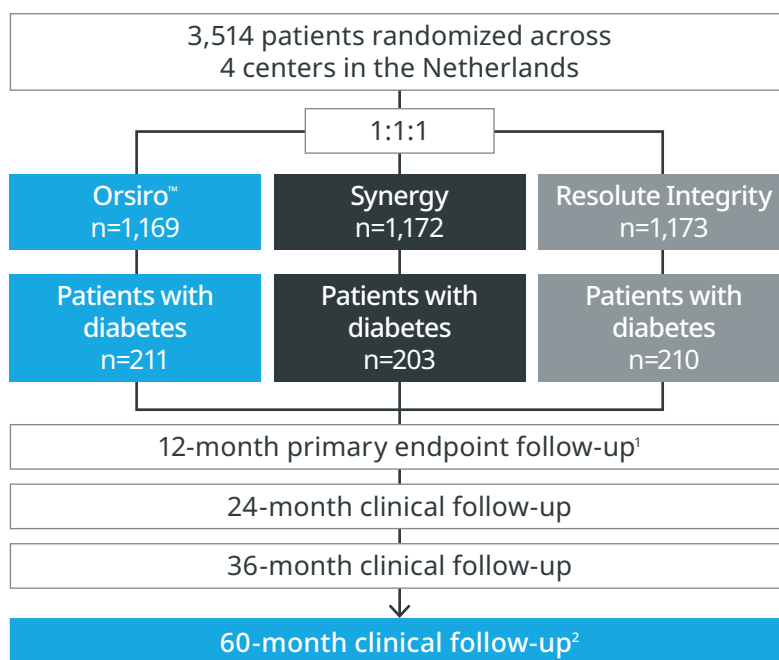 3,514 patients randomized across
4 centers in the Netherlands
1:1:1
Orsiro™
n=1,169
Synergy
n=1,172
Resolute Integrity
n=1,173
Patients with
diabetes
n=211
Patients with
diabetes
n=203
Patients with
diabetes
n=210
12-month primary endpoint follow-up¹
24-month clinical follow-up
36-month clinical follow-up
60-month clinical follow-up²